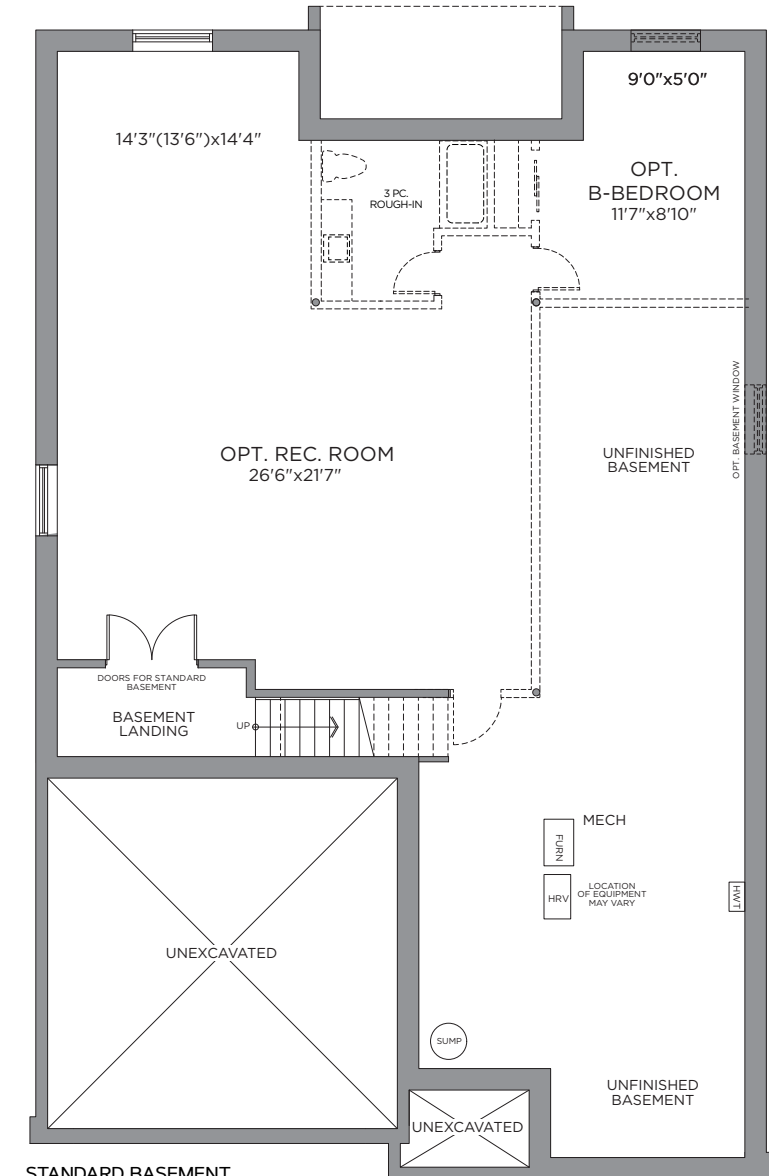 9'0"x5'0"
14'3"(13'6")x14'4"
3 PC.
ROUGH-IN
OPT.
B-BEDROOM
11'7"x8'10"
OPT. REC. ROOM
26'6"x21'7"
UNFINISHED
BASEMENT
OPT. BASEMENT WINDOW
DOORS FOR STANDARD
BASEMENT
BASEMENT
LANDING
UP
MECH
FURN
HRV
LOCATION
OF EQUIPMENT
MAY VARY
HWT
UNEXCAVATED
SUMP
UNFINISHED
BASEMENT
UNEXCAVATED
STANDARD BASEMENT